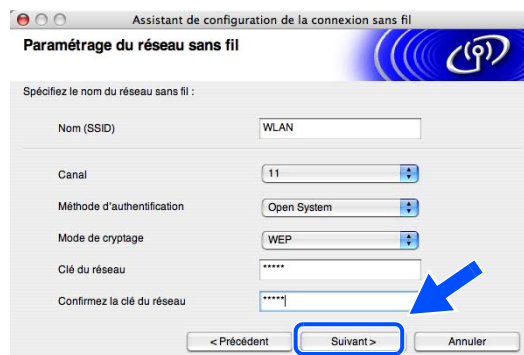 Assistant de configuration de la connexion sans fil
Paramétrage du réseau sans fil
Spécifiez le nom du réseau sans fil :
Nom (SSID) WLAN
Canal 11
Méthode d'authentification Open System
Mode de cryptage WEP
Clé du réseau *****
Confirmez la clé du réseau *****
< Précédent Suivant > Annuler